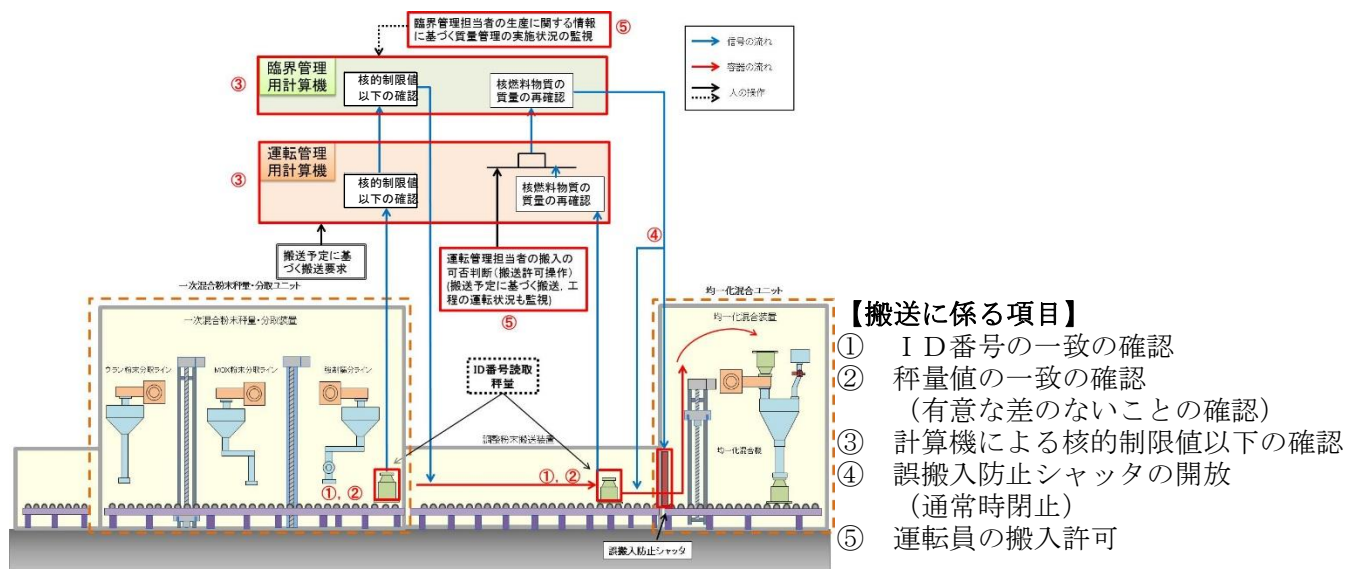 臨界管理担当者の生産に関する情報
に基づく質量管理の実施状況の監視
⑤
信号の流れ
容器の流れ
人の操作
③
臨界管理
用計算機
核的制限値
以下の確認
核燃料物質の
質量の再確認
③
運転管理
用計算機
核的制限値
以下の確認
核燃料物質の
質量の再確認
④
搬送予定に基
づく搬送要求
運転管理担当者の搬入の
可否判断(搬送許可操作)
(搬送予定に基づく搬送，工
程の運転状況も監視)
⑤
一次混合粉末秤量・分取ユニット
一次混合粉末秤量・分取装置
ウラン粉末分取ライン
MOX粉末分取ライン
ID番号読取
秤量
調整粉末搬送装置
①，②
①，②
均一化混合ユニット
均一化混合装置
均一化混合機
誤搬入防止シャッタ
【搬送に係る項目】
① ＩＤ番号の一致の確認
② 秤量値の一致の確認
（有意な差のないことの確認）
③ 計算機による核的制限値以下の確認
④ 誤搬入防止シャッタの開放
（通常時閉止）
⑤ 運転員の搬入許可